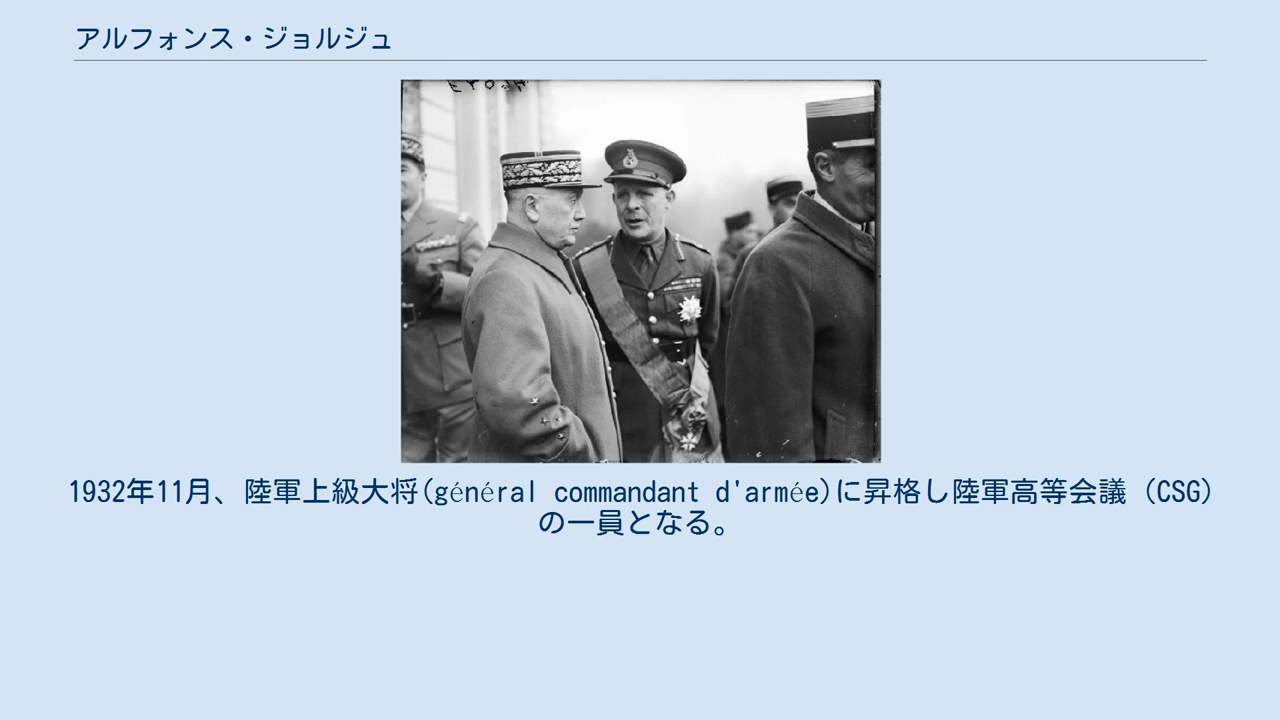 アルフォンス・ジョルジュ
1932年11月、陸軍上級大将(général commandant d'armée)に昇格し陸軍高等会議（CSG）
の一員となる。